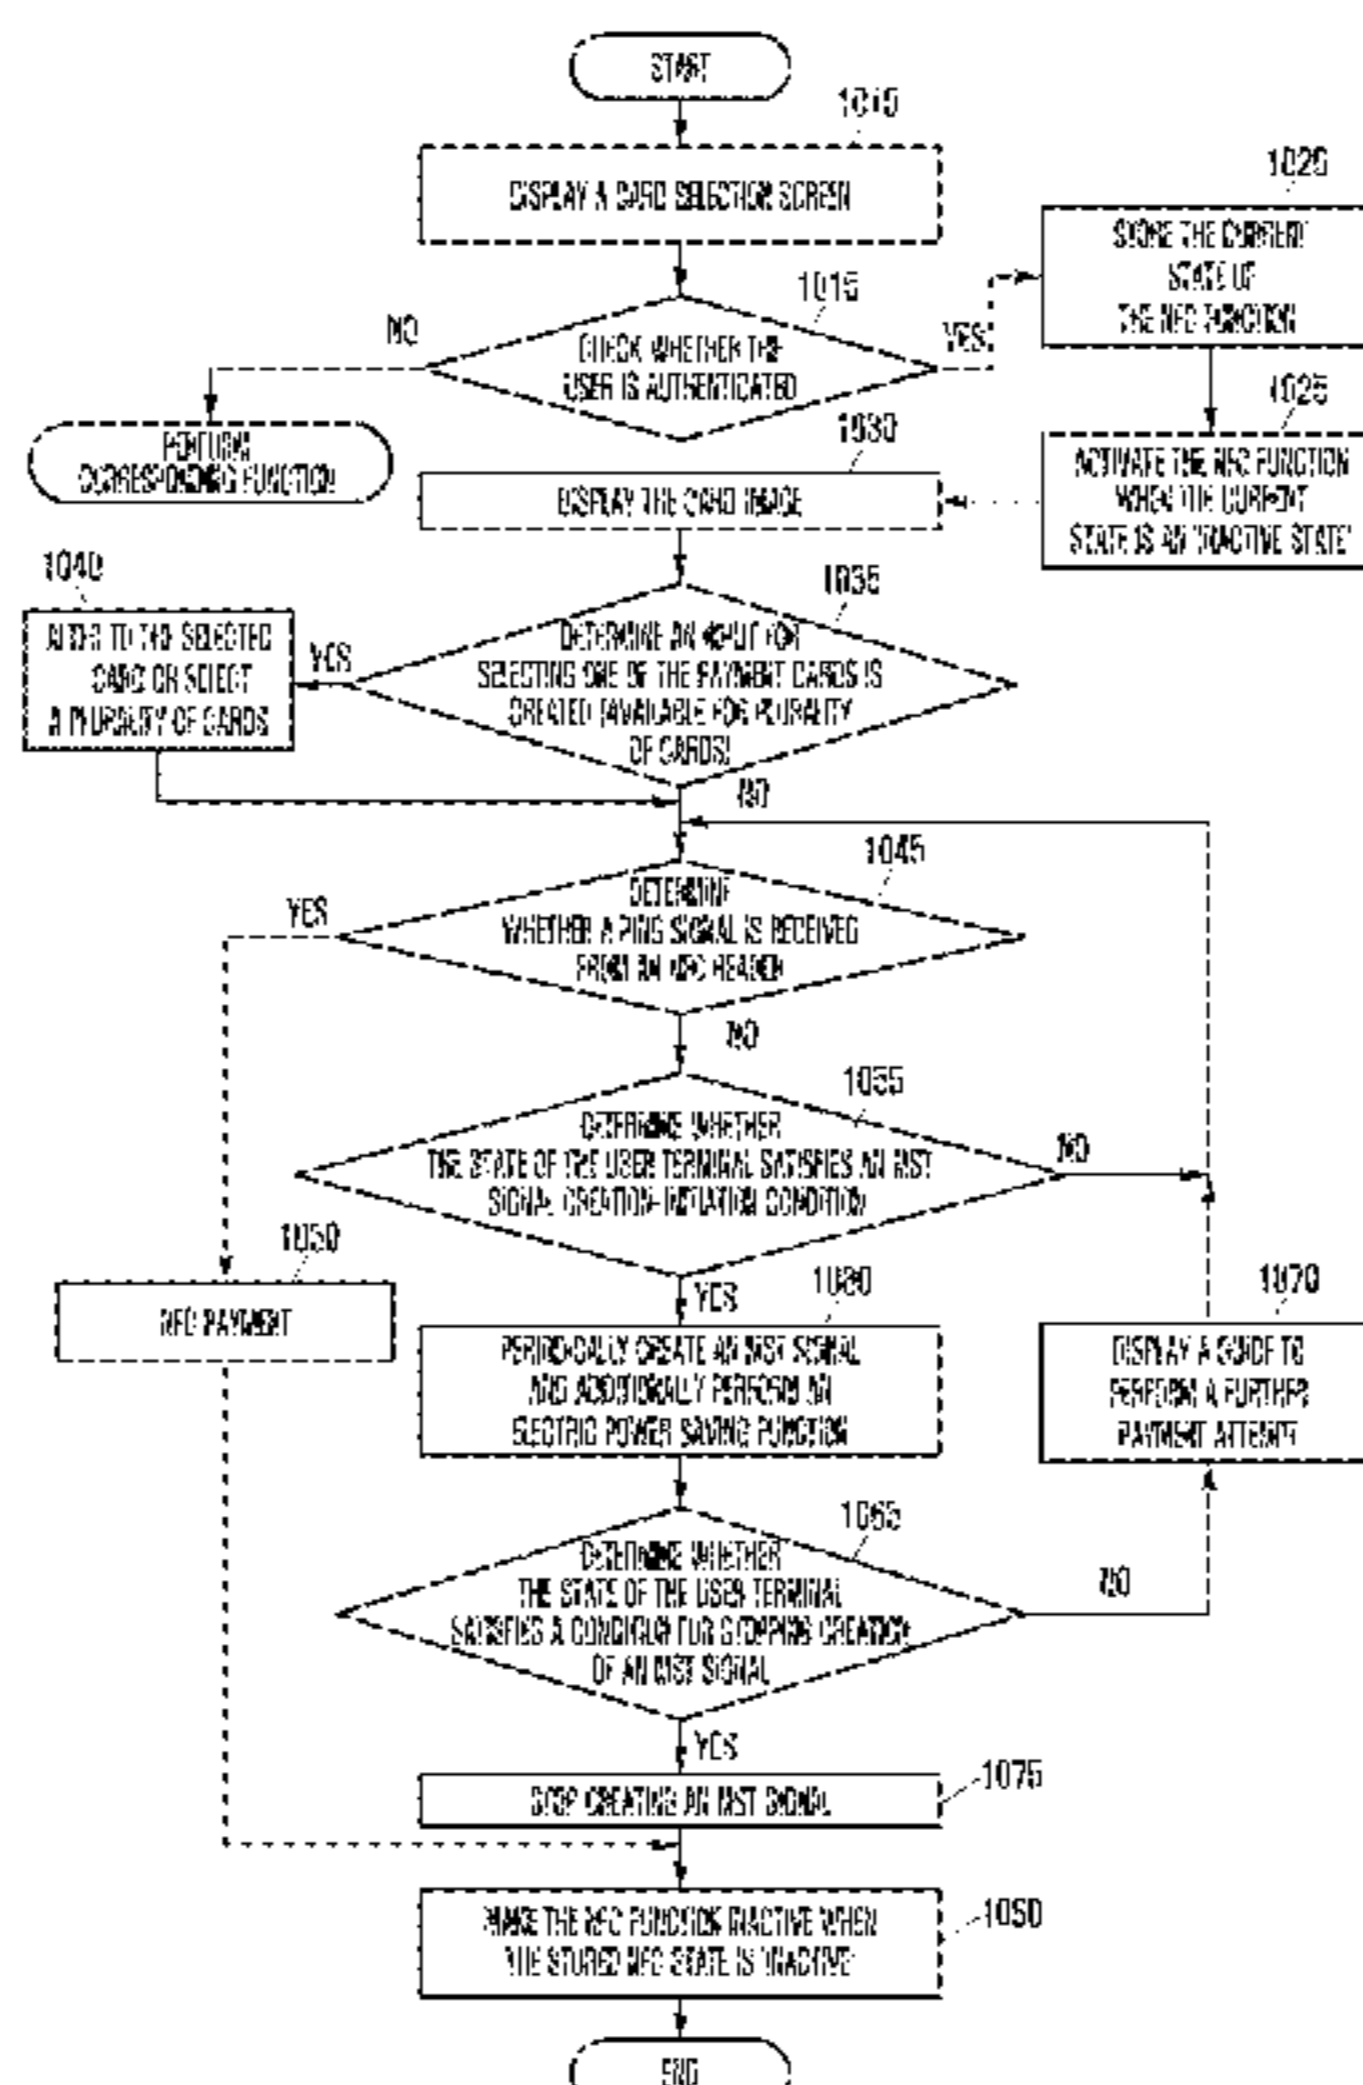 START
DISPLAY A CARD SELECTION SCREEN
1015
CHECK WHETHER THE
USER IS AUTHENTICATED
NO
YES
PERFORM
CORRESPONDING FUNCTION
1020
STORE THE CURRENT
STATE OF
THE NFC FUNCTION
1025
ACTIVATE THE NFC FUNCTION
WHEN THE CURRENT
STATE IS AN 'INACTIVE STATE'
1030
DISPLAY THE CARD IMAGE
1035
DETERMINE AN INPUT FOR
SELECTING ONE OF THE PAYMENT CARDS IS
CREATED (AVAILABLE FOR PLURALITY
OF CARDS)
YES
NO
1040
TO THE SELECTED
CARD OR SELECT
A PLURALITY OF CARDS
1045
DETERMINE
WHETHER A PING SIGNAL IS RECEIVED
FROM AN NFC READER
YES
NO
1050
NFC PAYMENT
1055
DETERMINE WHETHER
THE STATE OF THE USER TERMINAL SATISFIES AN MST
SIGNAL CREATION-INITIATION CONDITION
NO
YES
PERIODICALLY CREATE AN MST SIGNAL
AND ADDITIONALLY PERFORM AN
ELECTRIC POWER SAVING FUNCTION
1070
DISPLAY A GUIDE TO
PERFORM A FURTHER
PAYMENT ATTEMPT
1065
DETERMINE WHETHER
THE STATE OF THE USER TERMINAL
SATISFIES A CONDITION FOR STOPPING CREATION
OF AN MST SIGNAL
NO
YES
STOP CREATING AN MST SIGNAL
1075
MAKE THE NFC FUNCTION INACTIVE WHEN
THE STORED NFC STATE IS 'INACTIVE'
END